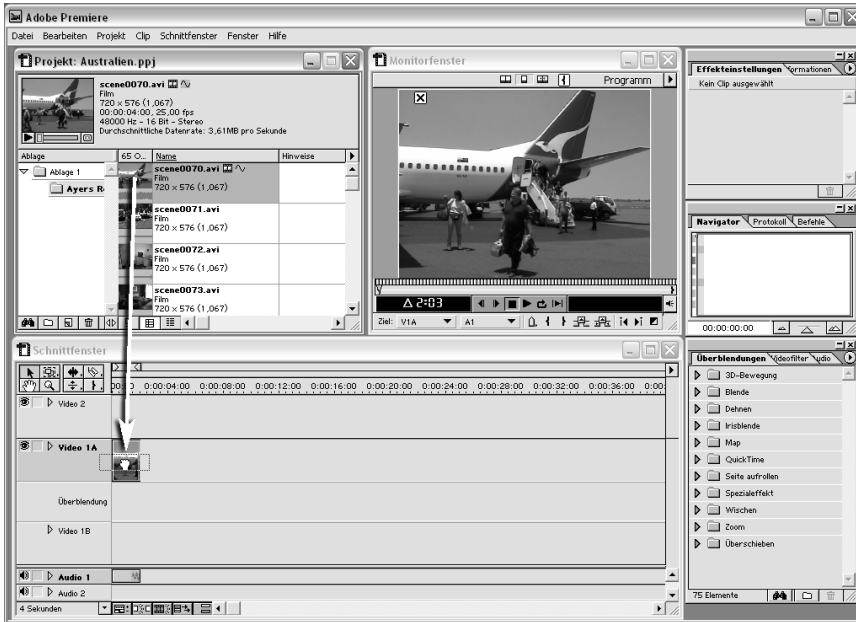 Adobe Premiere
Datei Bearbeiten Projekt Clip Schnittfenster Fenster Hilfe
Projekt: Australien.ppj
scene0070.avi
Film
720 × 576 (1,067)
00:00:04:00, 25,00 fps
48000 Hz - 16 Bit - Stereo
Durchschnittliche Datenrate: 3,61MB pro Sekunde
Ablage 65 O... Name Hinweise
Ablage 1
Ayers R
scene0070.avi
Film
720 × 576 (1,067)
scene0071.avi
Film
720 × 576 (1,067)
scene0072.avi
Film
720 × 576 (1,067)
scene0073.avi
Film
720 × 576 (1,067)
Monitorfenster
Programm
Δ 2:03
Ziel: V1A A1
Effekteinstellungen formationen
Kein Clip ausgewählt
Navigator Protokoll Befehle
00:00:00:00
Schnittfenster
0:00:04:00 0:00:08:00 0:00:12:00 0:00:16:00 0:00:20:00 0:00:24:00 0:00:28:00 0:00:32:00 0:00:36:00 0:00:
Video 2
Video 1A
Überblendung
Video 1B
Audio 1
Audio 2
4 Sekunden
Überblendungen Videofilter udio
3D-Bewegung
Blende
Dehnen
Irisblende
Map
QuickTime
Seite aufrollen
Spezialeffekt
Wischen
Zoom
Überschieben
75 Elemente